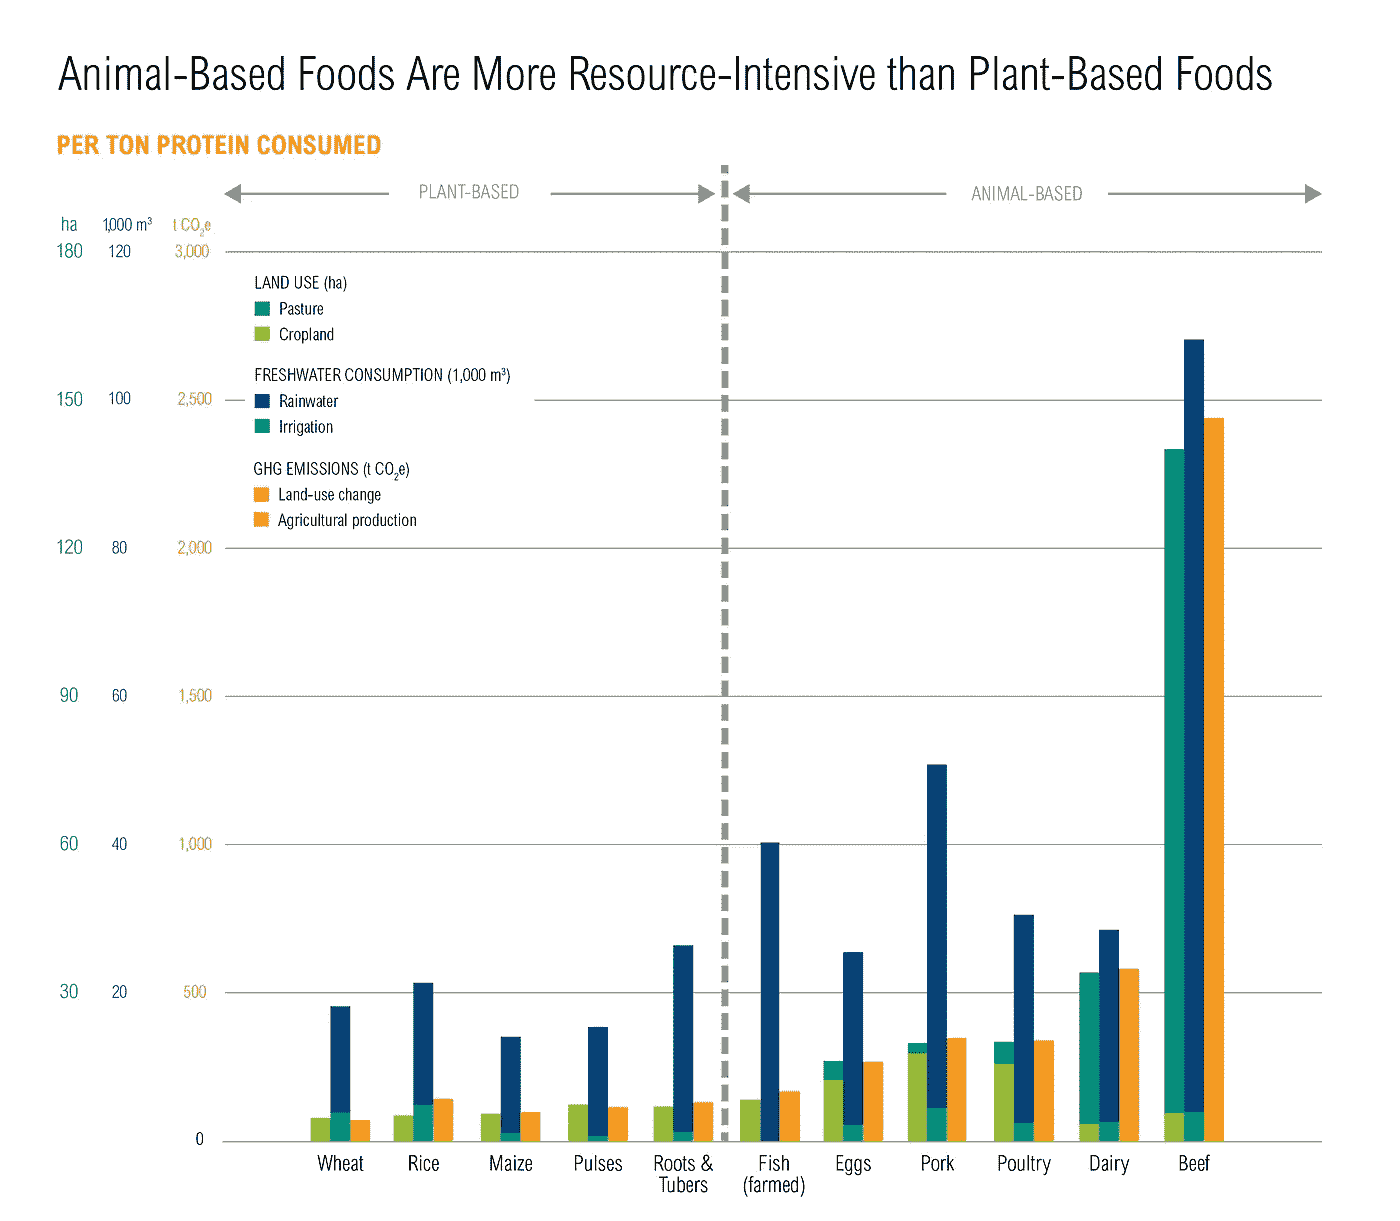 Animal-Based Foods Are More Resource-Intensive than Plant-Based Foods
PER TON PROTEIN CONSUMED
PLANT-BASED ANIMAL-BASED
ha 1,000 m³ t CO₂e
180 120 3,000
LAND USE (ha)
Pasture
Cropland
FRESHWATER CONSUMPTION (1,000 m³)
150 100 2,500
Rainwater
Irrigation
GHG EMISSIONS (t CO₂e)
Land-use change
Agricultural production
120 80 2,000
90 60 1,500
60 40 1,000
30 20 500
0
Wheat Rice Maize Pulses Roots & Tubers Fish (farmed) Eggs Pork Poultry Dairy Beef